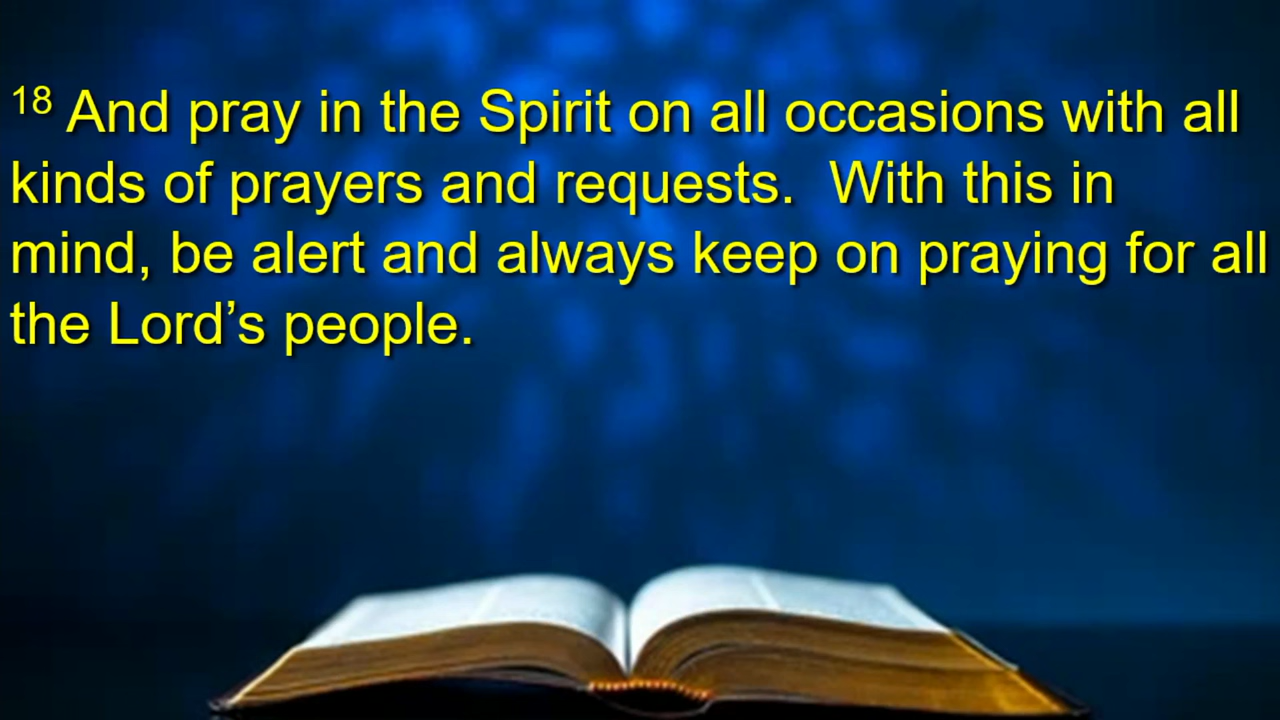 18 And pray in the Spirit on all occasions with all
kinds of prayers and requests.  With this in
mind, be alert and always keep on praying for all
the Lord’s people.